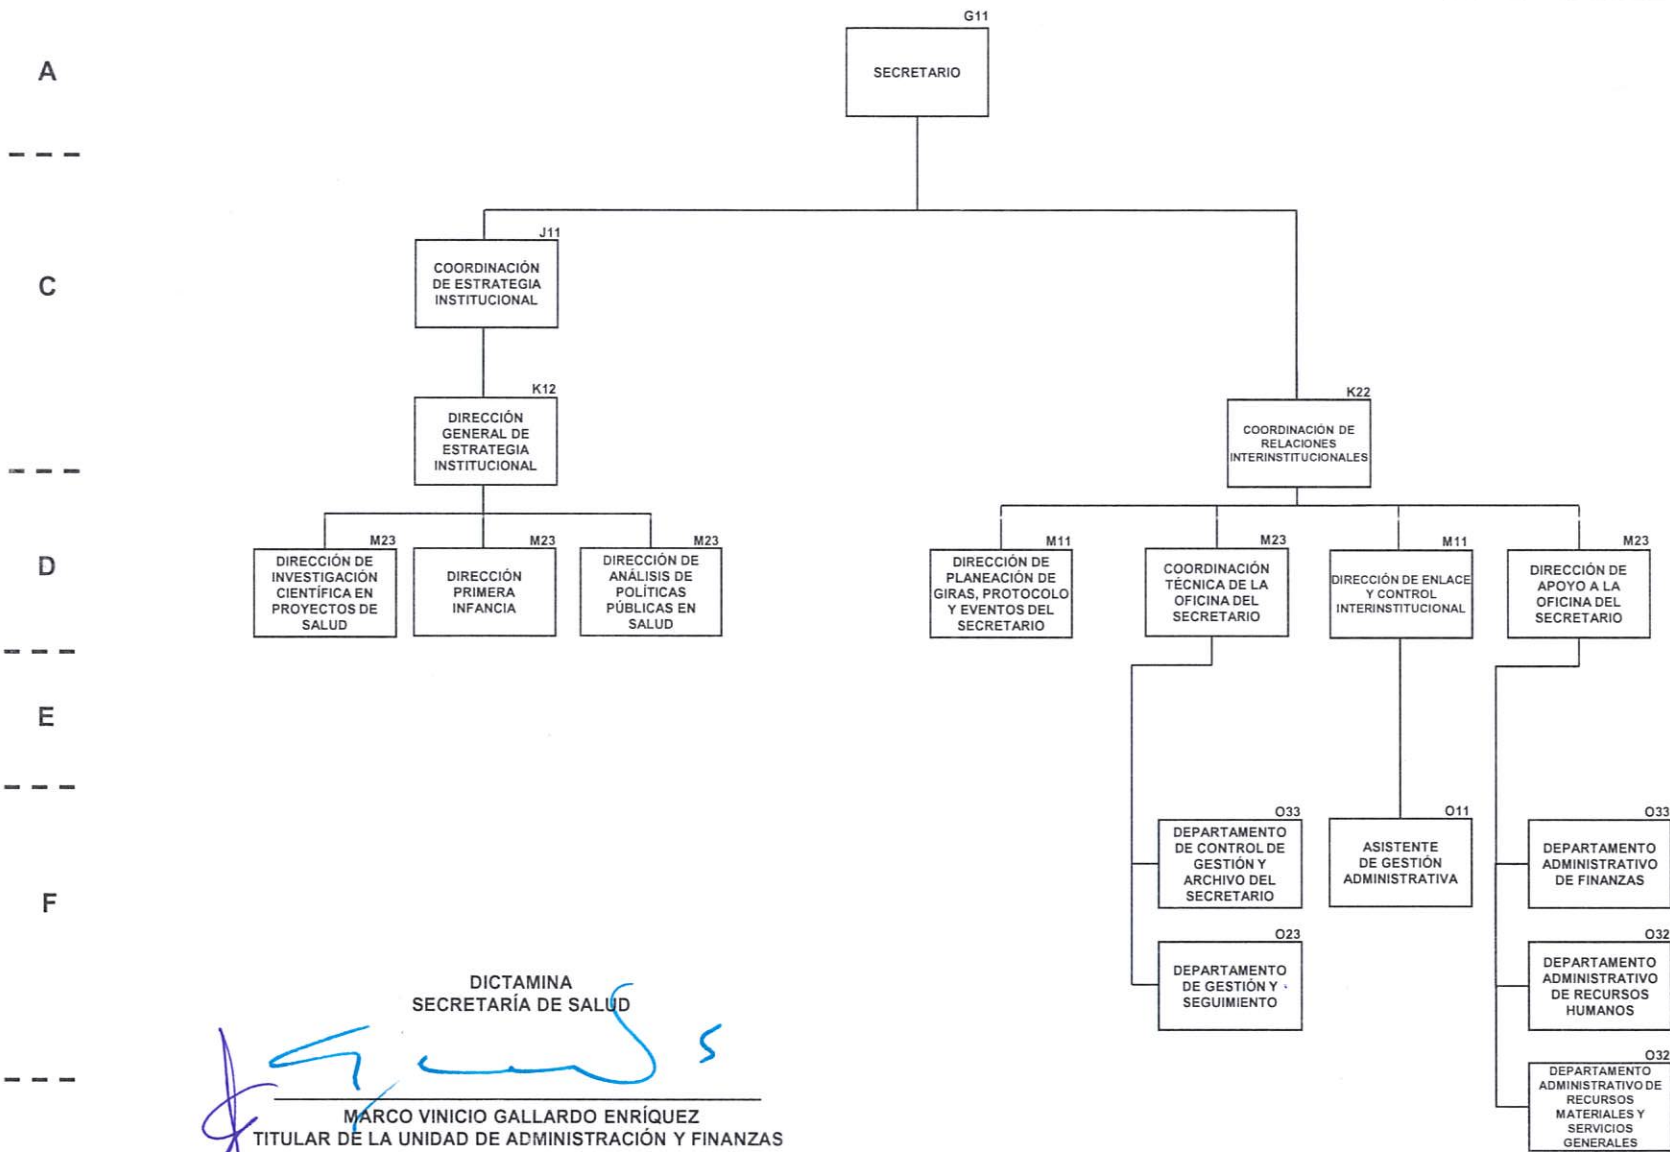 G11
A
SECRETARIO
J11
C
COORDINACIÓN
DE ESTRATEGIA
INSTITUCIONAL
K12
DIRECCIÓN
GENERAL DE
ESTRATEGIA
INSTITUCIONAL
K22
COORDINACIÓN DE
RELACIONES
INTERINSTITUCIONALES
D
M23
DIRECCIÓN DE
INVESTIGACIÓN
CIENTÍFICA EN
PROYECTOS DE
SALUD
M23
DIRECCIÓN
PRIMERA
INFANCIA
M23
DIRECCIÓN DE
ANÁLISIS DE
POLÍTICAS
PÚBLICAS EN
SALUD
M11
DIRECCIÓN DE
PLANEACIÓN DE
GIRAS, PROTOCOLO
Y EVENTOS DEL
SECRETARIO
M23
COORDINACIÓN
TÉCNICA DE LA
OFICINA DEL
SECRETARIO
M11
DIRECCIÓN DE ENLACE
Y CONTROL
INTERINSTITUCIONAL
M23
DIRECCIÓN DE
APOYO A LA
OFICINA DEL
SECRETARIO
E
F
O33
DEPARTAMENTO
DE CONTROL DE
GESTIÓN Y
ARCHIVO DEL
SECRETARIO
O11
ASISTENTE
DE GESTIÓN
ADMINISTRATIVA
O33
DEPARTAMENTO
ADMINISTRATIVO
DE FINANZAS
O23
DEPARTAMENTO
DE GESTIÓN Y
SEGUIMIENTO
O32
DEPARTAMENTO
ADMINISTRATIVO
DE RECURSOS
HUMANOS
O32
DEPARTAMENTO
ADMINISTRATIVO DE
RECURSOS
MATERIALES Y
SERVICIOS
GENERALES
DICTAMINA
SECRETARÍA DE SALUD
MARCO VINICIO GALLARDO ENRÍQUEZ
TITULAR DE LA UNIDAD DE ADMINISTRACIÓN Y FINANZAS